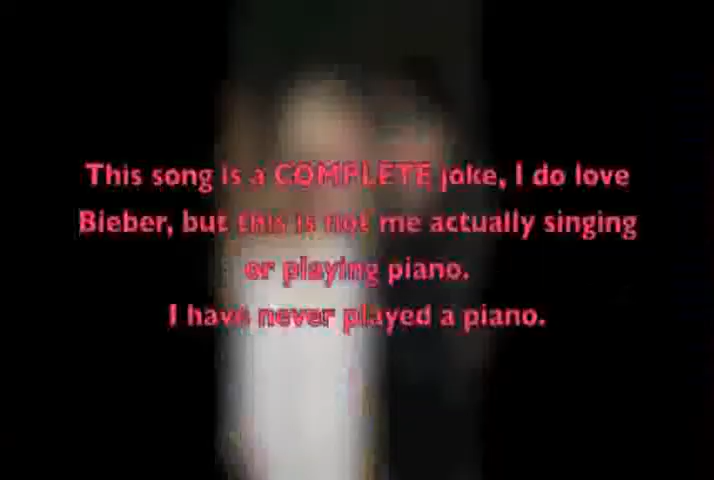 This song is a COMPLETE joke, I do love
Bieber, but this is not me actually singing
or playing piano.
I have never played a piano.